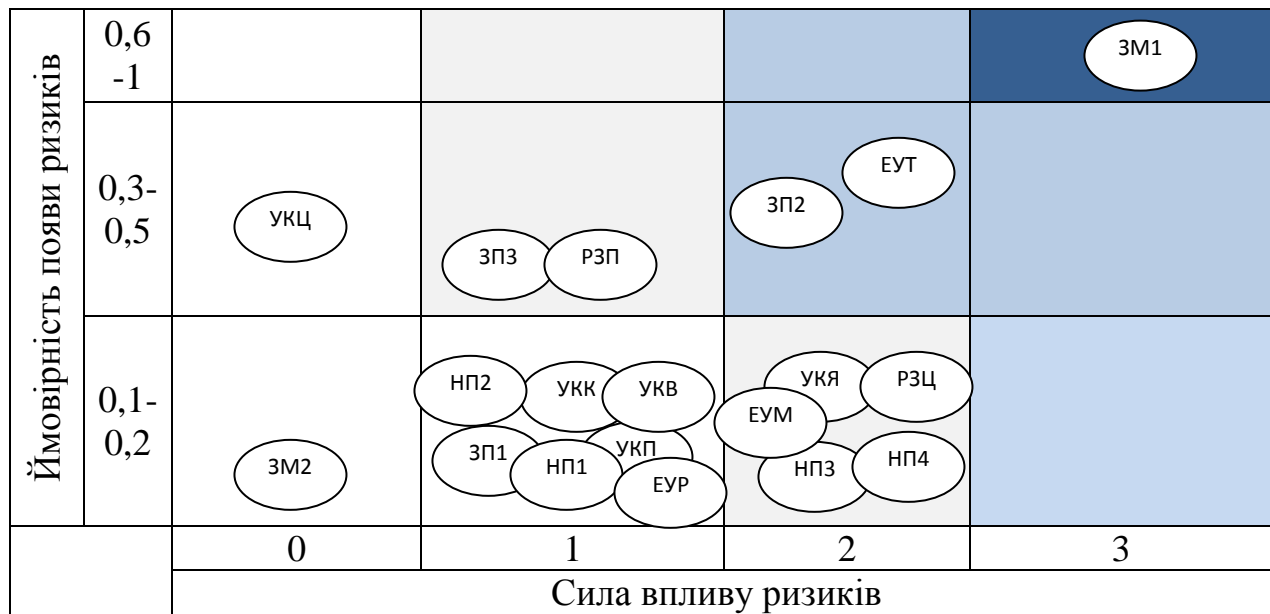 Ймовірність появи ризиків
0,6
-1
ЗМ1
0,3-
0,5
УКЦ
ЗП3
РЗП
ЗП2
ЕУТ
0,1-
0,2
ЗМ2
НП2
УКК
УКВ
ЗП1
НП1
УКП
ЕУР
УКЯ
РЗЦ
ЕУМ
НП3
НП4
0
1
2
3
Сила впливу ризиків